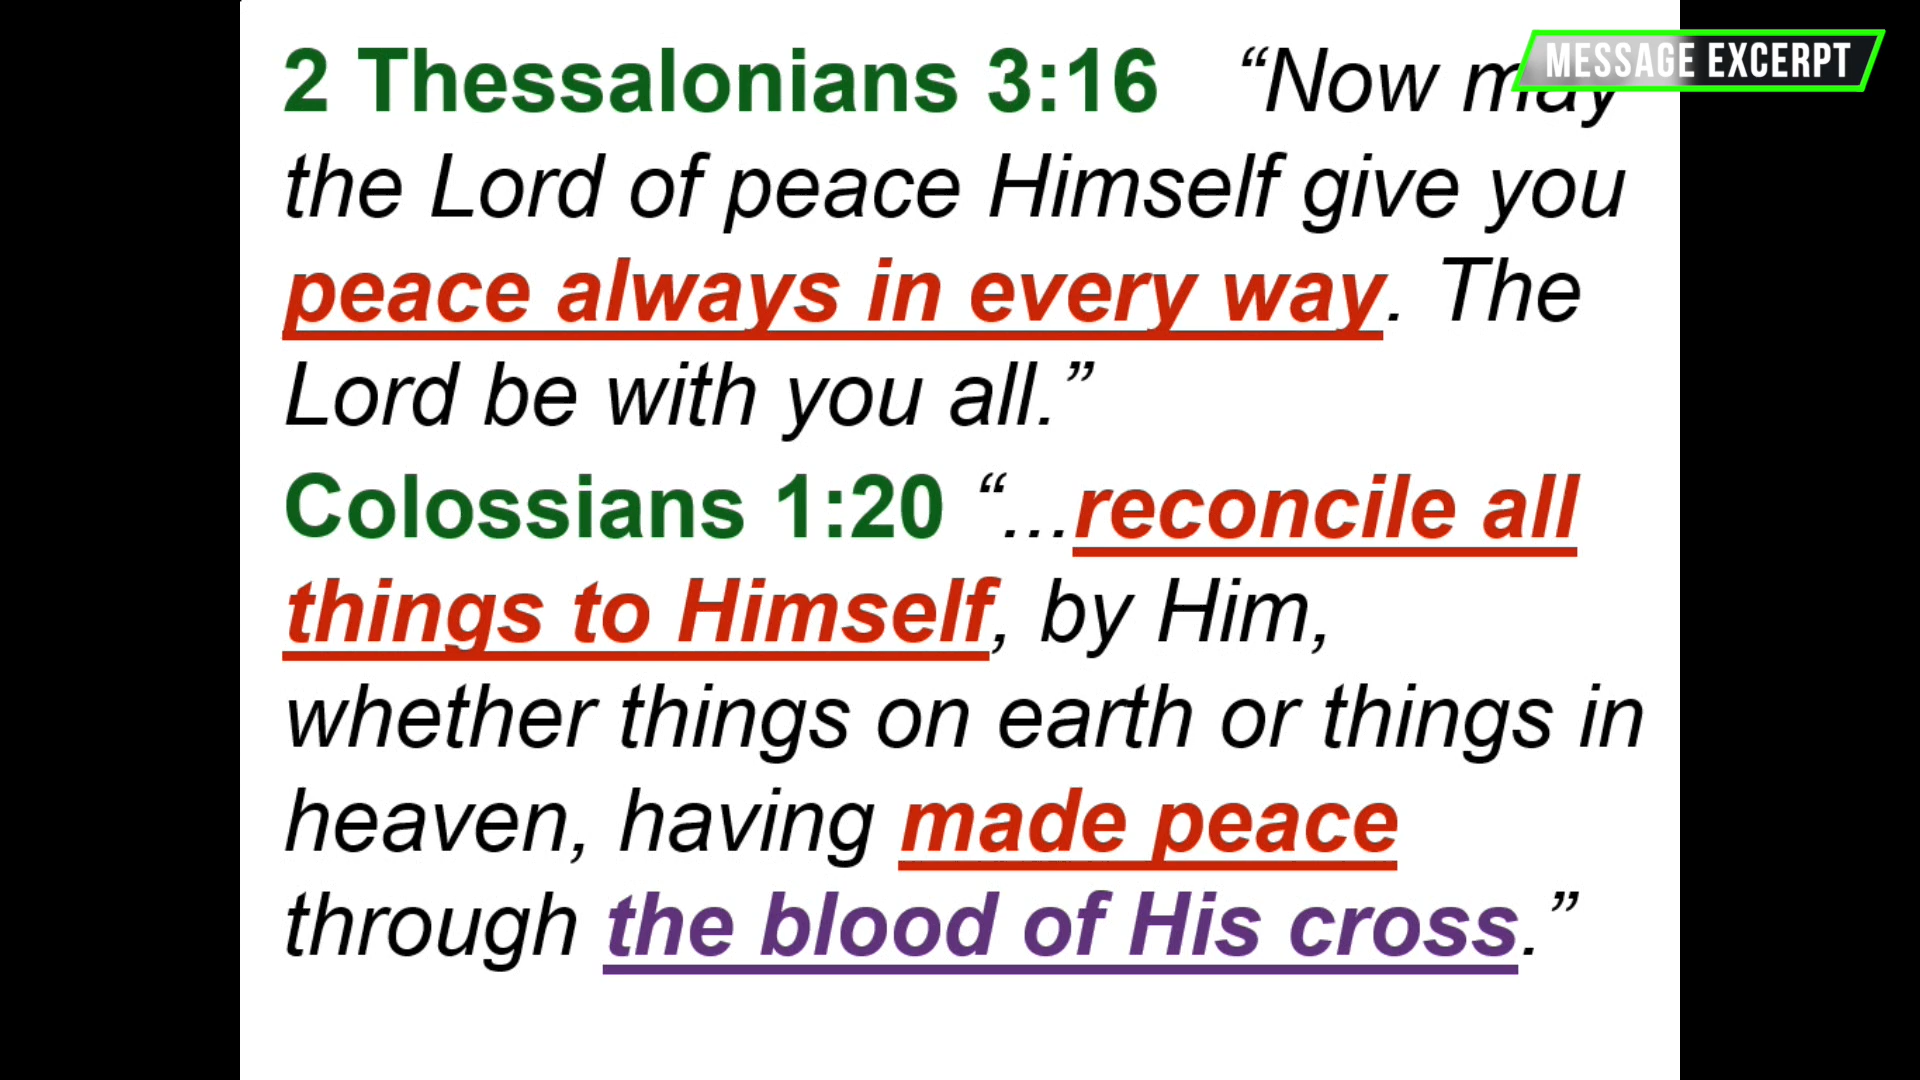 2 Thessalonians 3:16 “Now may
MESSAGE EXCERPT
the Lord of peace Himself give you
peace always in every way. The
Lord be with you all.”
Colossians 1:20 “...reconcile all
things to Himself, by Him,
whether things on earth or things in
heaven, having made peace
through the blood of His cross.”